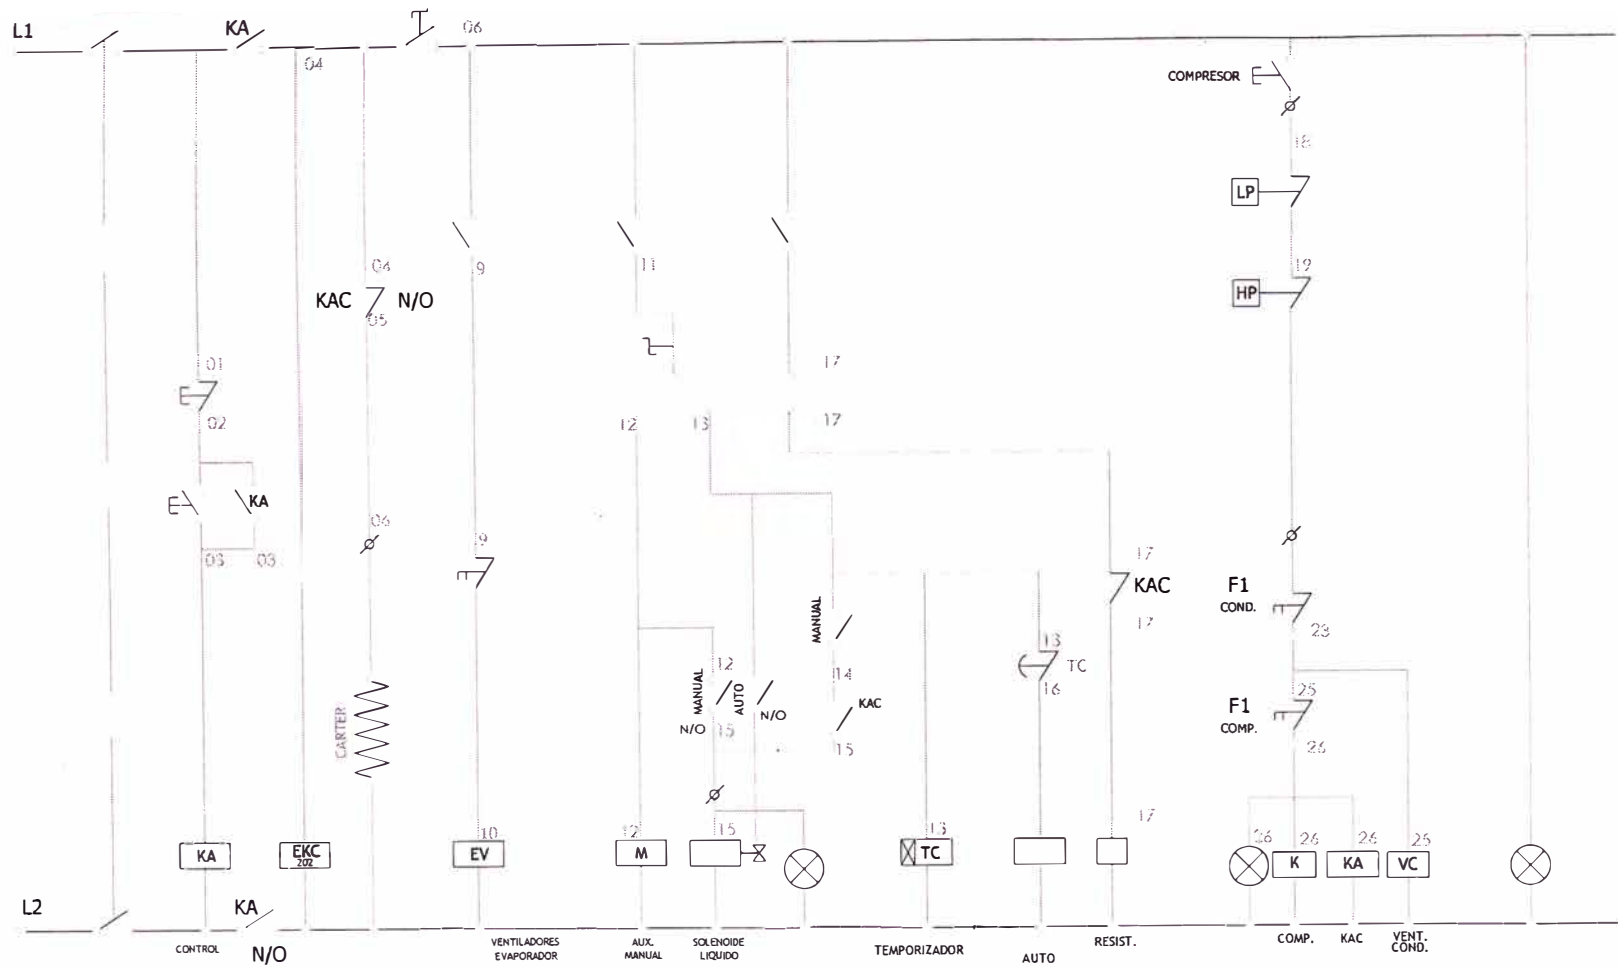 L1
KA
06
04
COMPRESOR
18
LP
19
HP
9
11
04
KAC
N/O
05
17
01
02
12
13
17
KA
03
03
06
9
17
KAC
17
F1
COND.
23
MANUAL
13
TC
16
12
MANUAL
AUTO
N/O
N/O
15
14
KAC
15
25
F1
COMP.
26
CARTER
10
12
15
13
17
26
26
26
25
KA
EKC
202
EV
M
TC
K
KA
VC
L2
KA
CONTROL
N/O
VENTILADORES
EVAPORADOR
AUX.
MANUAL
SOLENOIDE
LIQUIDO
TEMPORIZADOR
AUTO
RESIST.
COMP.
KAC
VENT.
COND.